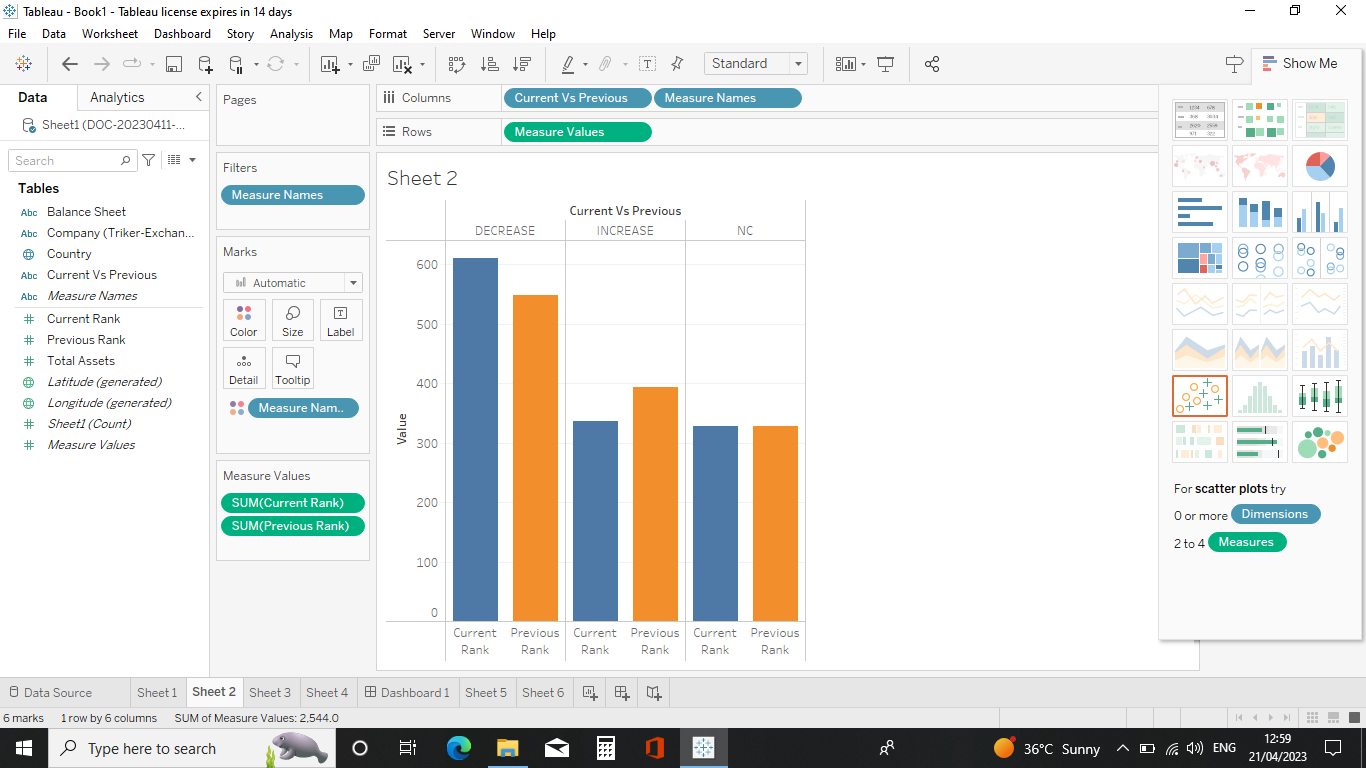 Tableau - Book1 - Tableau license expires in 14 days
File Data Worksheet Dashboard Story Analysis Map Format Server Window Help
Standard
Show Me
Data Analytics
Sheet1 (DOC-20230411-...
Search
Tables
Abc Balance Sheet
Abc Company (Triker-Exchan...
Country
Abc Current Vs Previous
Abc Measure Names
# Current Rank
# Previous Rank
# Total Assets
Latitude (generated)
Longitude (generated)
# Sheet1 (Count)
# Measure Values
Pages
Filters
Measure Names
Marks
Automatic
Color Size Label
Detail Tooltip
Measure Nam..
Measure Values
SUM(Current Rank)
SUM(Previous Rank)
Columns Current Vs Previous Measure Names
Rows Measure Values
Sheet 2
Current Vs Previous
DECREASE INCREASE NC
600
500
400
300
200
100
0
Value
Current Previous Current Previous Current Previous
Rank Rank Rank Rank Rank Rank
For scatter plots try
0 or more Dimensions
2 to 4 Measures
Data Source Sheet 1 Sheet 2 Sheet 3 Sheet 4 Dashboard 1 Sheet 5 Sheet 6
6 marks 1 row by 6 columns SUM of Measure Values: 2,544.0
Type here to search
36°C Sunny ENG
12:59
21/04/2023